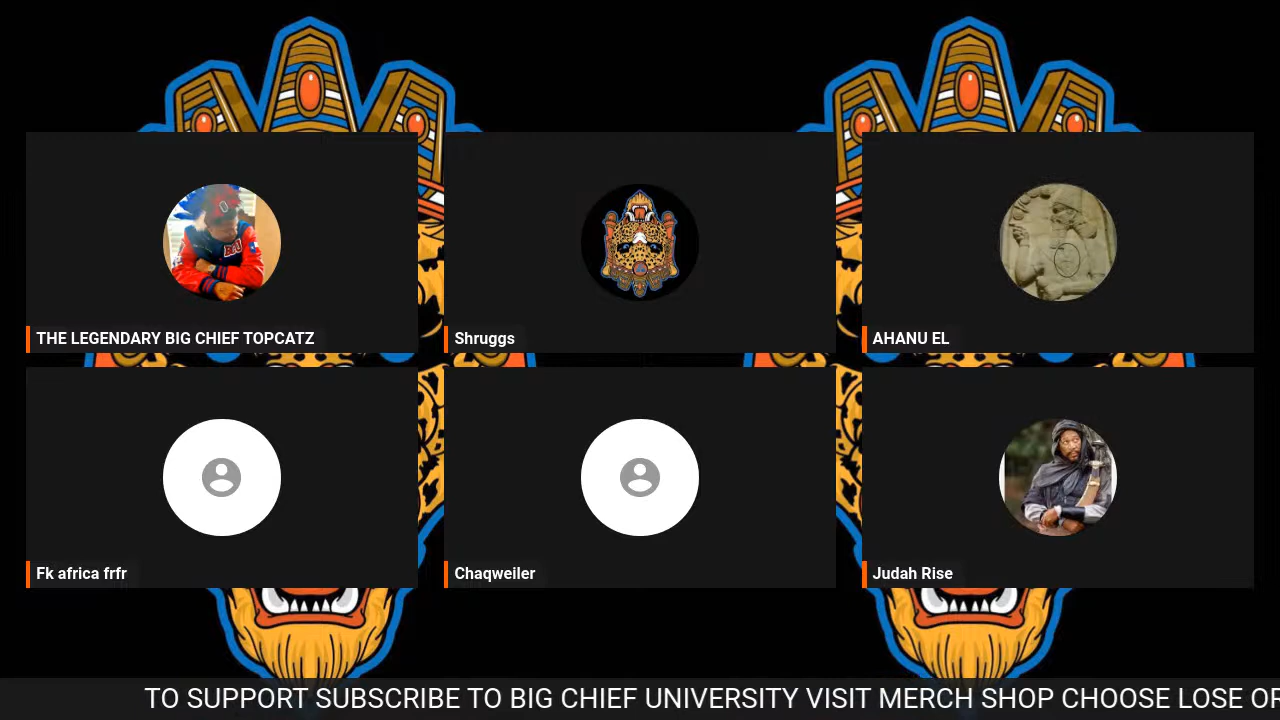 THE LEGENDARY BIG CHIEF TOPCATZ
Shruggs
AHANU EL
Fk africa frfr
Chaqweiler
Judah Rise
TO SUPPORT SUBSCRIBE TO BIG CHIEF UNIVERSITY VISIT MERCH SHOP CHOOSE LOSE